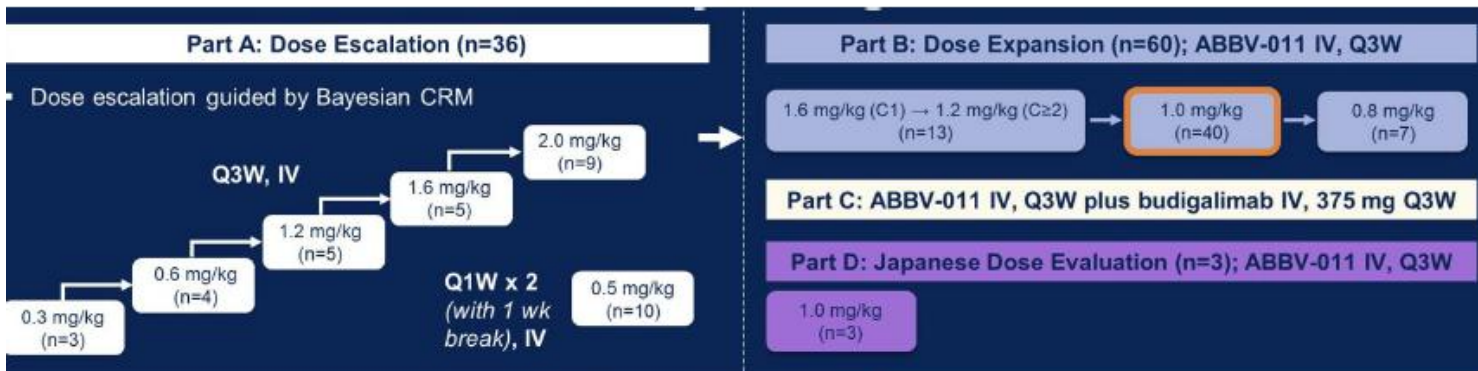 Part A: Dose Escalation (n=36)
Dose escalation guided by Bayesian CRM
Q3W, IV
0.3 mg/kg
(n=3)
0.6 mg/kg
(n=4)
1.2 mg/kg
(n=5)
1.6 mg/kg
(n=5)
2.0 mg/kg
(n=9)
Q1W x 2
(with 1 wk
break), IV
0.5 mg/kg
(n=10)
Part B: Dose Expansion (n=60); ABBV-011 IV, Q3W
1.6 mg/kg (C1) → 1.2 mg/kg (C≥2)
(n=13)
1.0 mg/kg
(n=40)
0.8 mg/kg
(n=7)
Part C: ABBV-011 IV, Q3W plus budigalimab IV, 375 mg Q3W
Part D: Japanese Dose Evaluation (n=3); ABBV-011 IV, Q3W
1.0 mg/kg
(n=3)